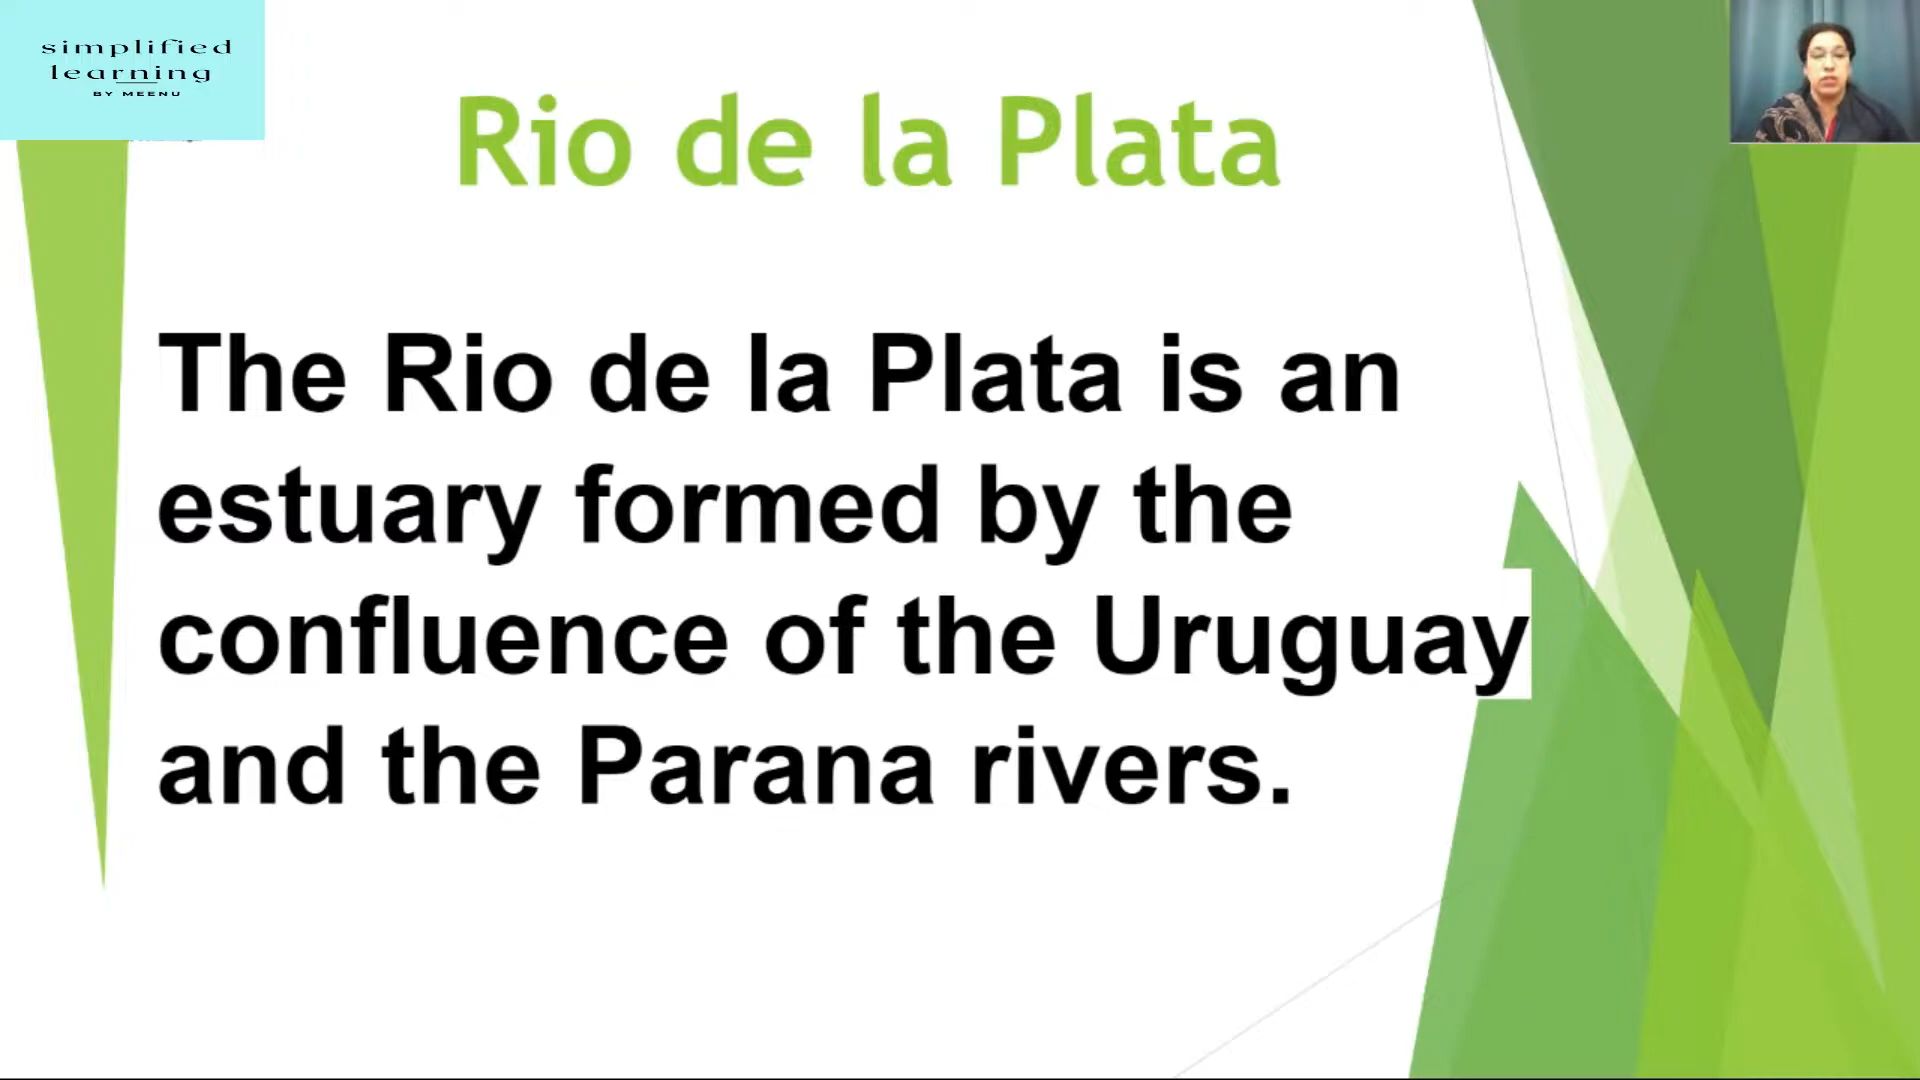 simplified
learning
BY MEENU
Rio de la Plata
The Rio de la Plata is an
estuary formed by the
confluence of the Uruguay
and the Parana rivers.